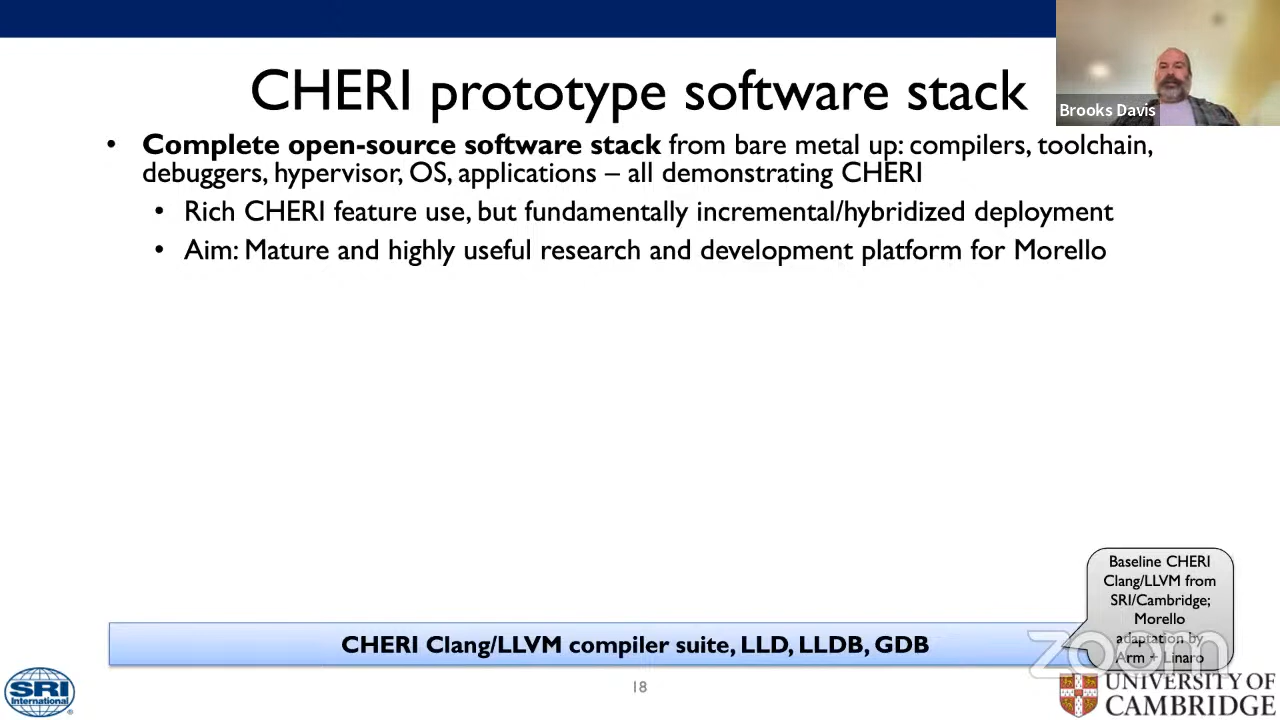 CHERI prototype software stack
Brooks Davis
• Complete open-source software stack from bare metal up: compilers, toolchain,
debuggers, hypervisor, OS, applications – all demonstrating CHERI
• Rich CHERI feature use, but fundamentally incremental/hybridized deployment
• Aim: Mature and highly useful research and development platform for Morello
Baseline CHERI
Clang/LLVM from
SRI/Cambridge;
Morello
adaptation by
Arm + Linaro
CHERI Clang/LLVM compiler suite, LLD, LLDB, GDB
zoom
SRI
International
18
UNIVERSITY OF
CAMBRIDGE